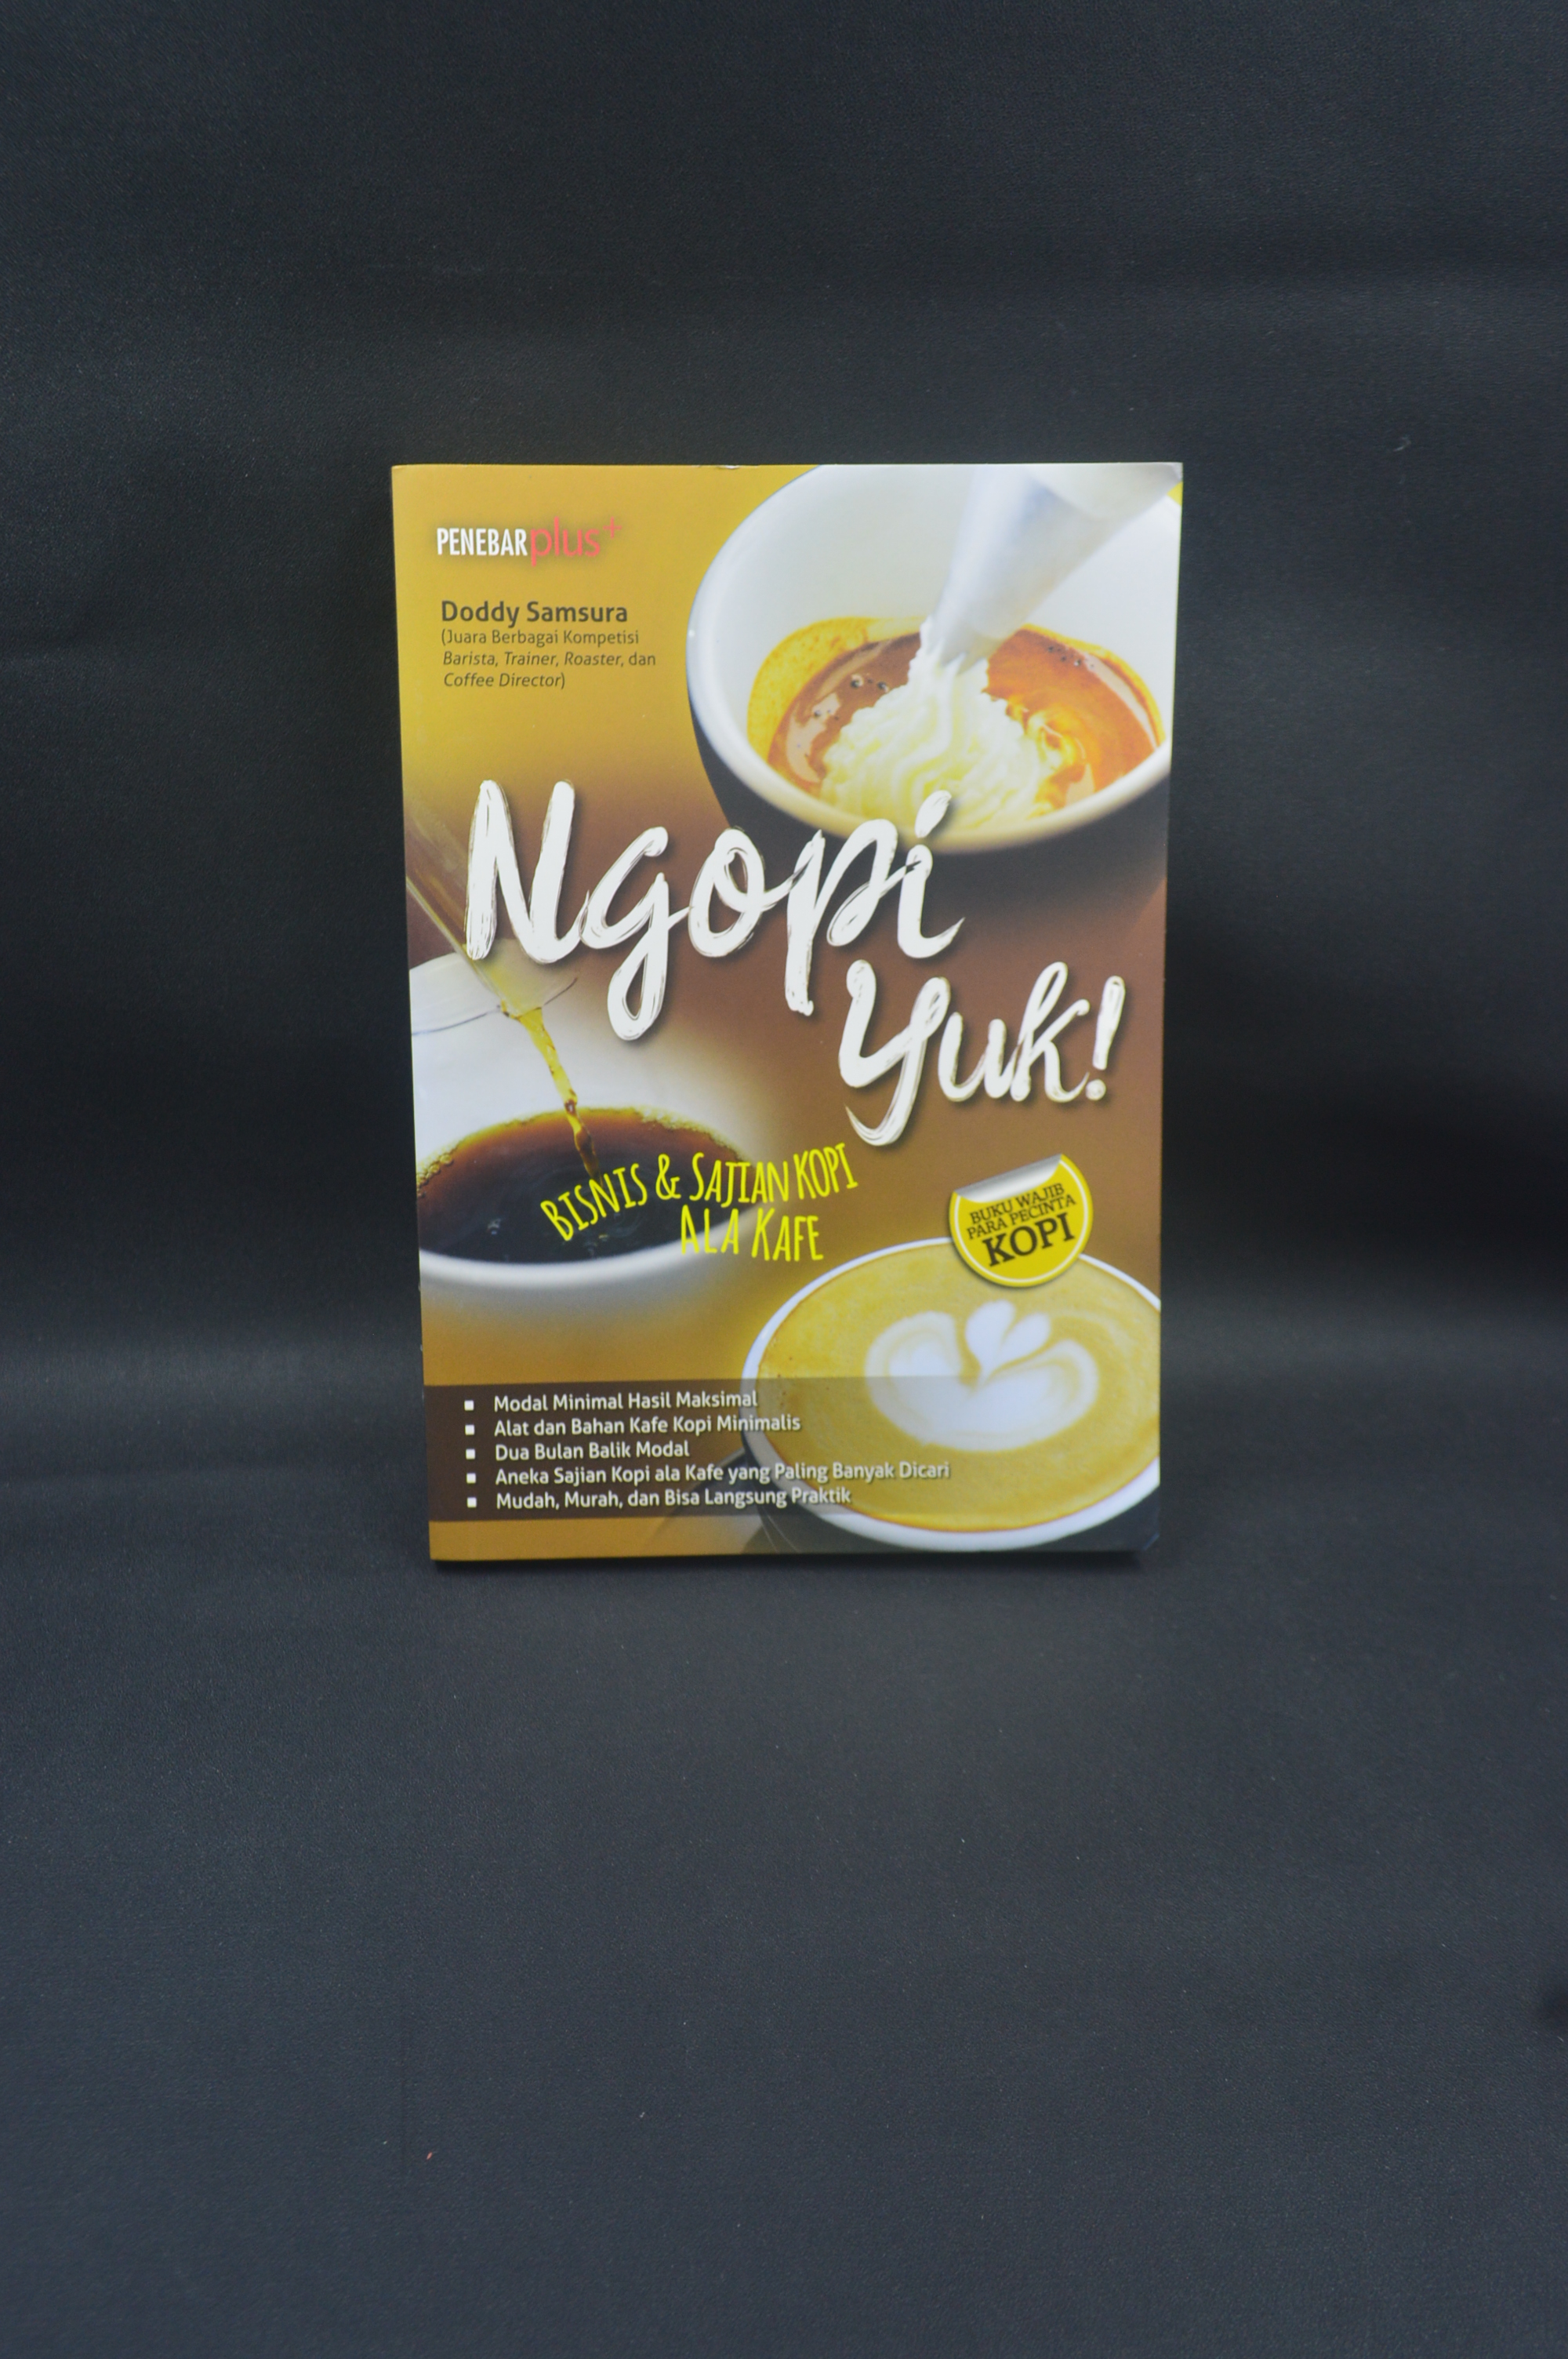 PENEBAR plus+
Doddy Samsura
(Juara Berbagai Kompetisi
Barista, Trainer, Roaster, dan
Coffee Director)
Ngopi
Yuk!
BISNIS & SAJIAN KOPI
ALA KAFE
BUKU WAJIB
PARA PECINTA
KOPI
▪ Modal Minimal Hasil Maksimal
▪ Alat dan Bahan Kafe Kopi Minimalis
▪ Dua Bulan Balik Modal
▪ Aneka Sajian Kopi ala Kafe yang Paling Banyak Dicari
▪ Mudah, Murah, dan Bisa Langsung Praktik